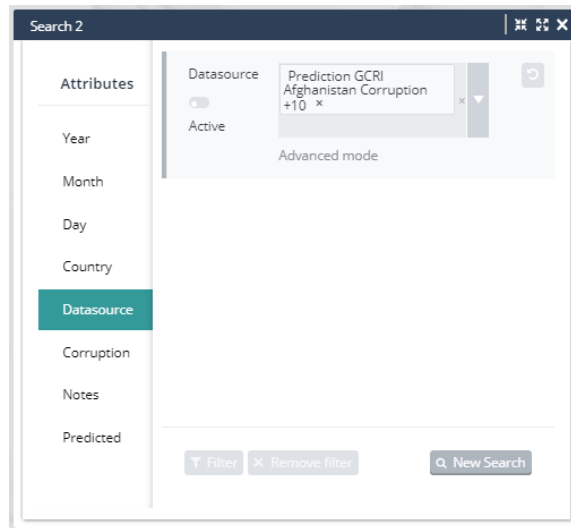 Search 2
Attributes
Year
Month
Day
Country
Datasource
Corruption
Notes
Predicted
Datasource
Active
Prediction GCRI
Afghanistan Corruption
+10 ×
×
Advanced mode
Filter
× Remove filter
New Search